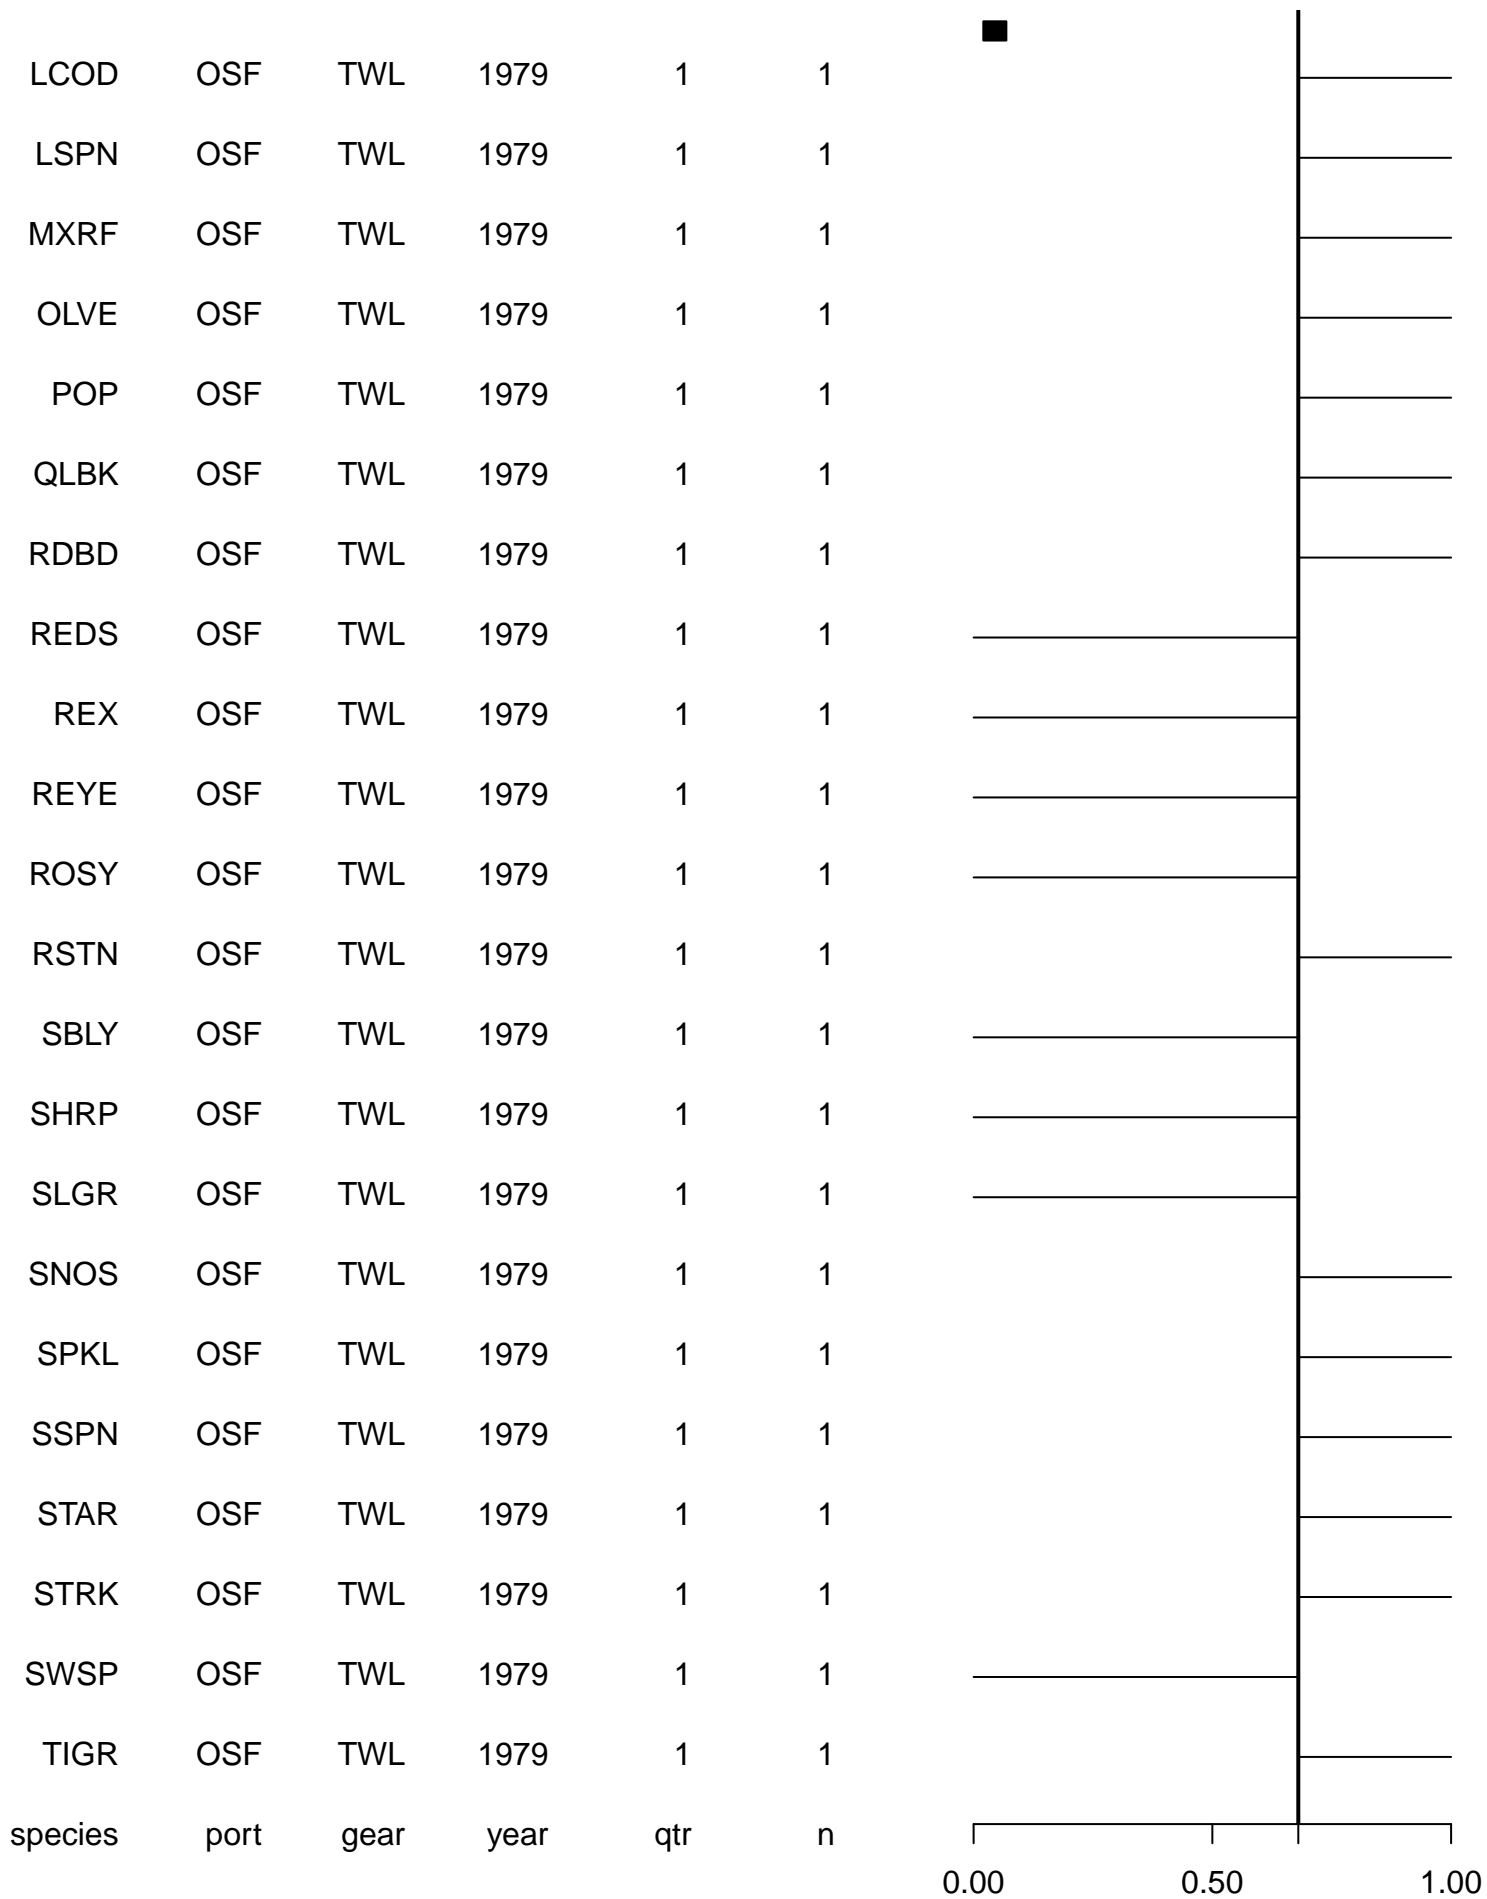 LCOD OSF TWL 1979 1 1
LSPN OSF TWL 1979 1 1
MXRF OSF TWL 1979 1 1
OLVE OSF TWL 1979 1 1
POP OSF TWL 1979 1 1
QLBK OSF TWL 1979 1 1
RDBD OSF TWL 1979 1 1
REDS OSF TWL 1979 1 1
REX OSF TWL 1979 1 1
REYE OSF TWL 1979 1 1
ROSY OSF TWL 1979 1 1
RSTN OSF TWL 1979 1 1
SBLY OSF TWL 1979 1 1
SHRP OSF TWL 1979 1 1
SLGR OSF TWL 1979 1 1
SNOS OSF TWL 1979 1 1
SPKL OSF TWL 1979 1 1
SSPN OSF TWL 1979 1 1
STAR OSF TWL 1979 1 1
STRK OSF TWL 1979 1 1
SWSP OSF TWL 1979 1 1
TIGR OSF TWL 1979 1 1
species port gear year qtr n
0.00 0.50 1.00